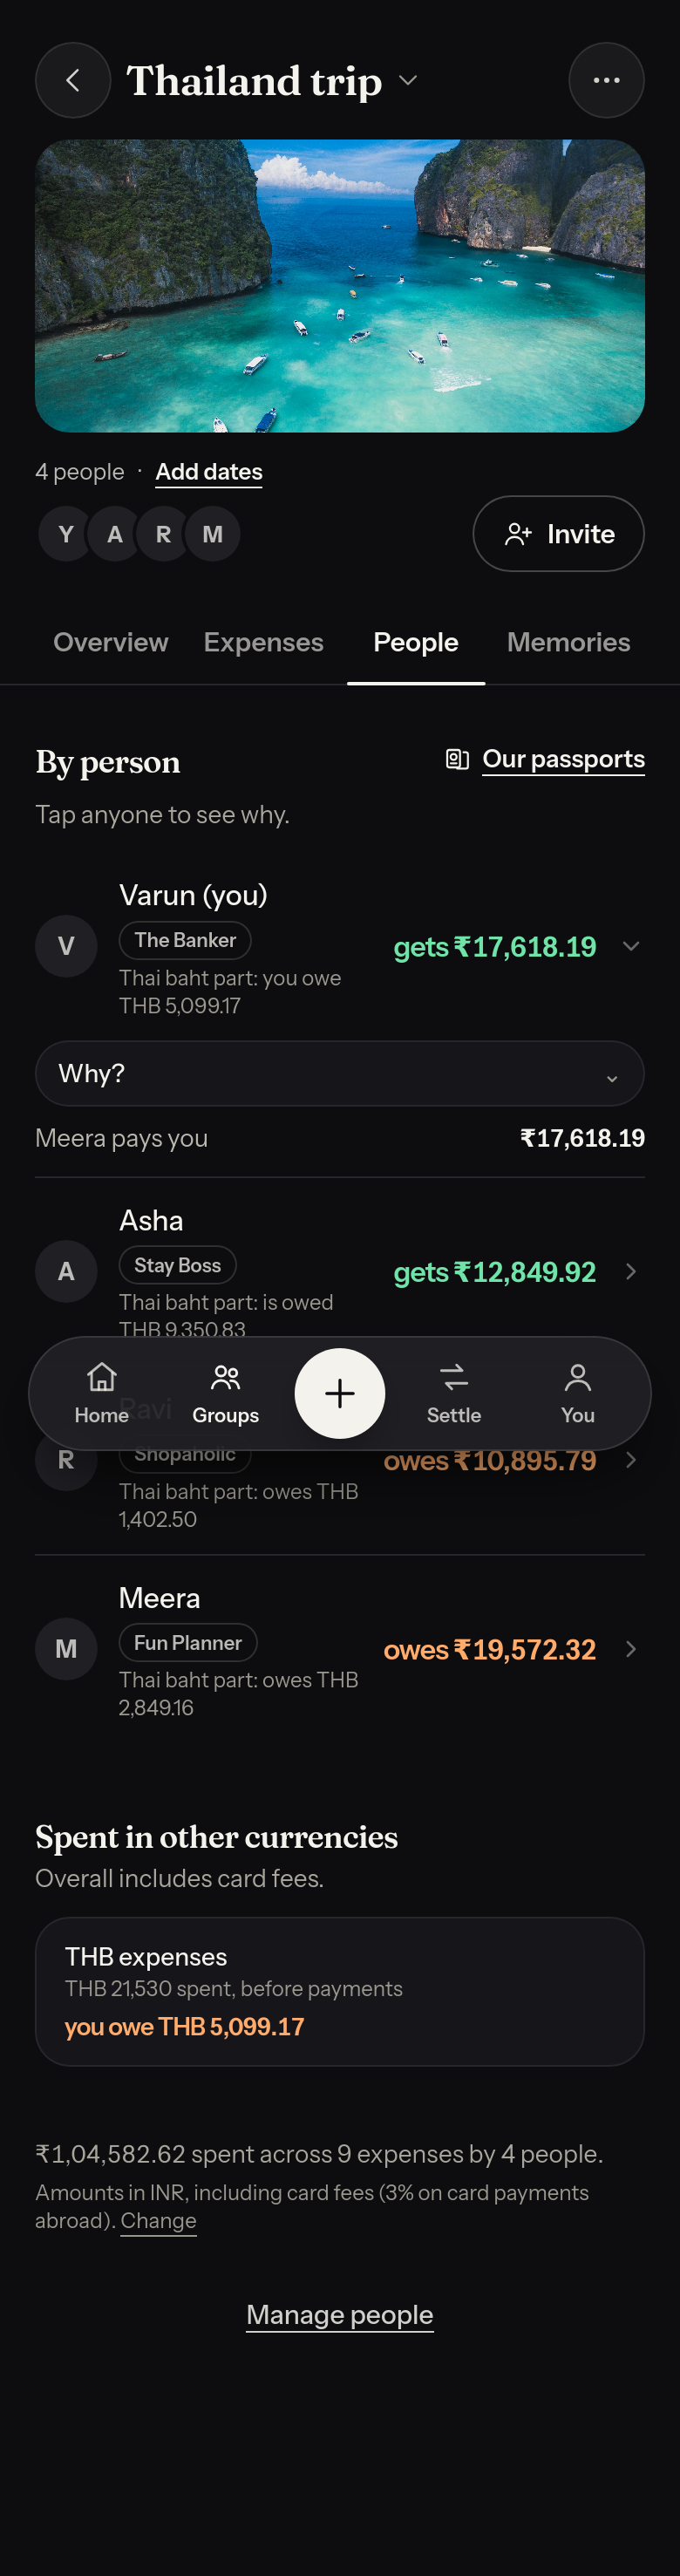 Thailand trip
4 people · Add dates
Y A R M
Invite
Overview Expenses People Memories
By person
Our passports
Tap anyone to see why.
V
Varun (you)
The Banker
Thai baht part: you owe
THB 5,099.17
gets ₹17,618.19
Why?
Meera pays you ₹17,618.19
A
Asha
Stay Boss
Thai baht part: is owed
THB 9,350.83
gets ₹12,849.92
Home Groups Settle You
R
Ravi
Shopaholic
Thai baht part: owes THB
1,402.50
owes ₹10,895.79
M
Meera
Fun Planner
Thai baht part: owes THB
2,849.16
owes ₹19,572.32
Spent in other currencies
Overall includes card fees.
THB expenses
THB 21,530 spent, before payments
you owe THB 5,099.17
₹1,04,582.62 spent across 9 expenses by 4 people.
Amounts in INR, including card fees (3% on card payments
abroad). Change
Manage people